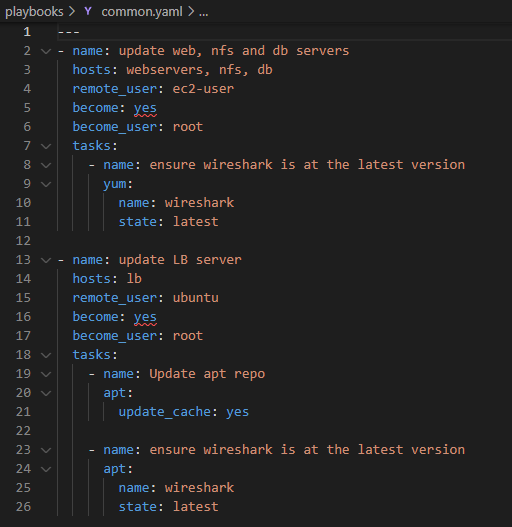 playbooks > Y common.yaml > ...
1 ---
2 - name: update web, nfs and db servers
3 hosts: webservers, nfs, db
4 remote_user: ec2-user
5 become: yes
6 become_user: root
7 tasks:
8 - name: ensure wireshark is at the latest version
9 yum:
10 name: wireshark
11 state: latest
12
13 - name: update LB server
14 hosts: lb
15 remote_user: ubuntu
16 become: yes
17 become_user: root
18 tasks:
19 - name: Update apt repo
20 apt:
21 update_cache: yes
22
23 - name: ensure wireshark is at the latest version
24 apt:
25 name: wireshark
26 state: latest